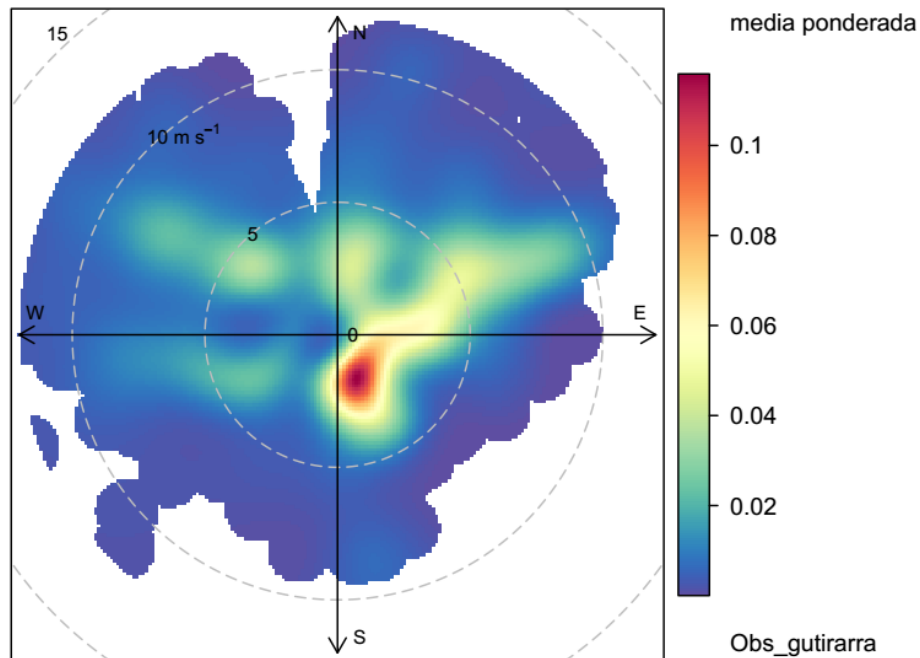 media ponderada
15
N
10 m s⁻¹
5
W
0
E
S
0.1
0.08
0.06
0.04
0.02
Obs_gutirarra